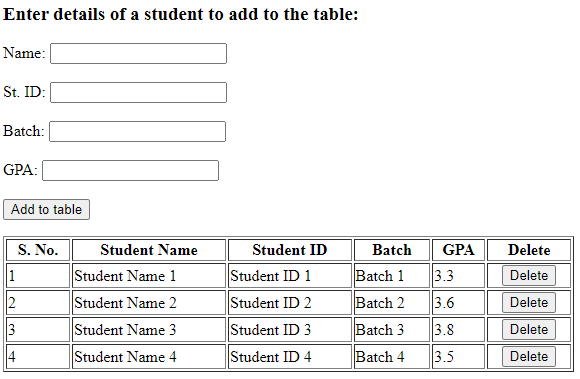 Enter details of a student to add to the table:
Name:
St. ID:
Batch:
GPA:
Add to table
S. No. Student Name Student ID Batch GPA Delete
1 Student Name 1 Student ID 1 Batch 1 3.3 Delete
2 Student Name 2 Student ID 2 Batch 2 3.6 Delete
3 Student Name 3 Student ID 3 Batch 3 3.8 Delete
4 Student Name 4 Student ID 4 Batch 4 3.5 Delete